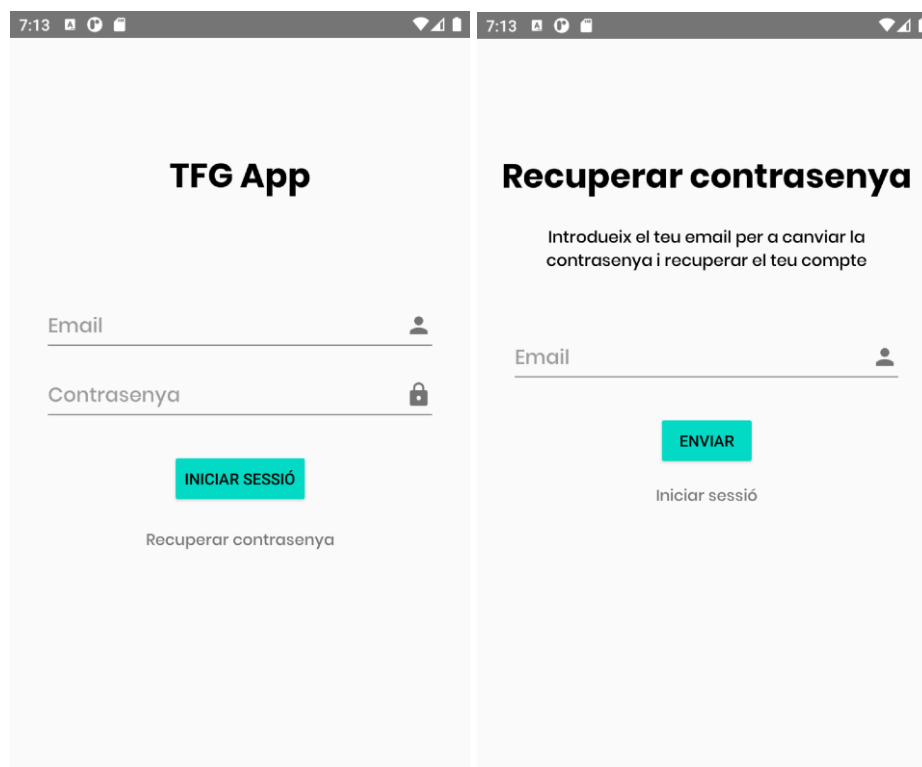 7:13
TFG App
Email
Contrasenya
INICIAR SESSIÓ
Recuperar contrasenya
7:13
Recuperar contrasenya
Introdueix el teu email per a canviar la
contrasenya i recuperar el teu compte
Email
ENVIAR
Iniciar sessió